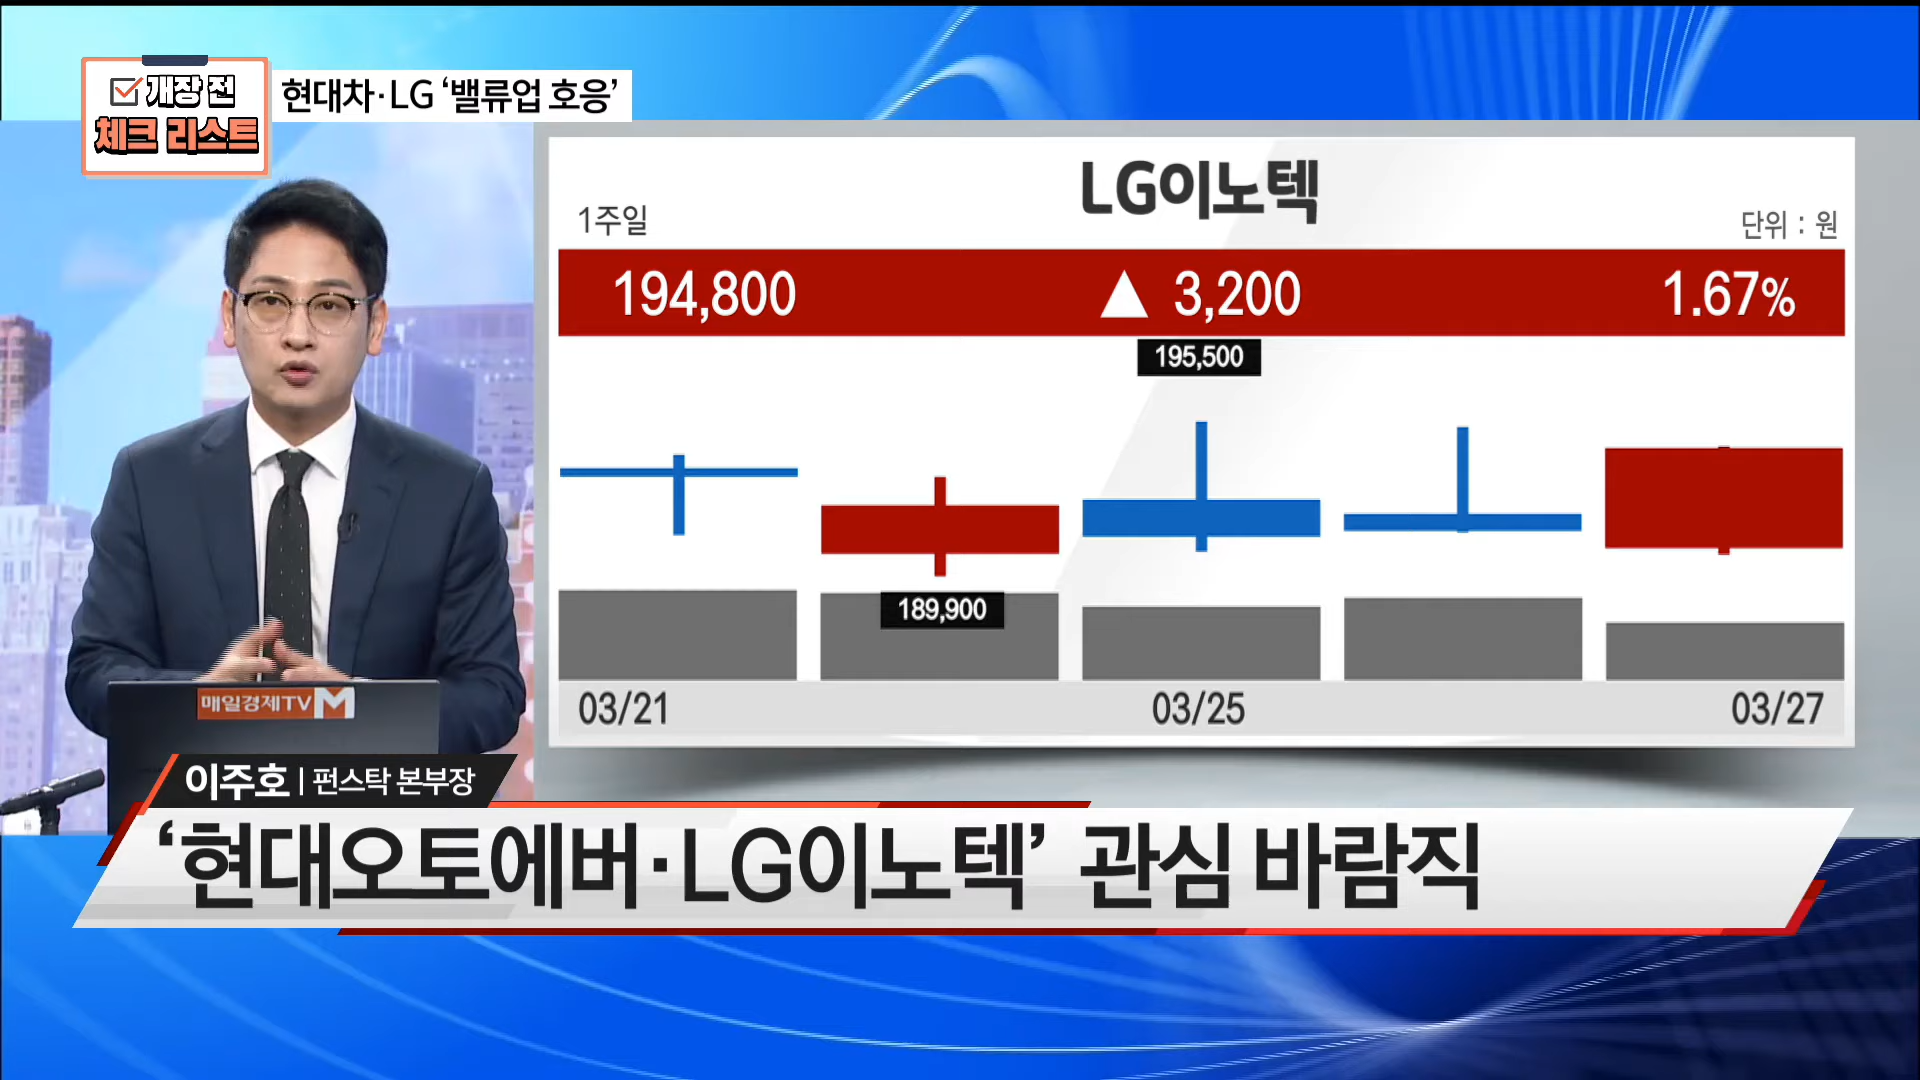 개장 전
체크 리스트
현대차·LG ‘밸류업 호응’
LG이노텍
1주일
단위 : 원
194,800 ▲ 3,200 1.67%
195,500
189,900
03/21 03/25 03/27
매일경제TV M
이주호 | 펀스탁 본부장
‘현대오토에버·LG이노텍’ 관심 바람직